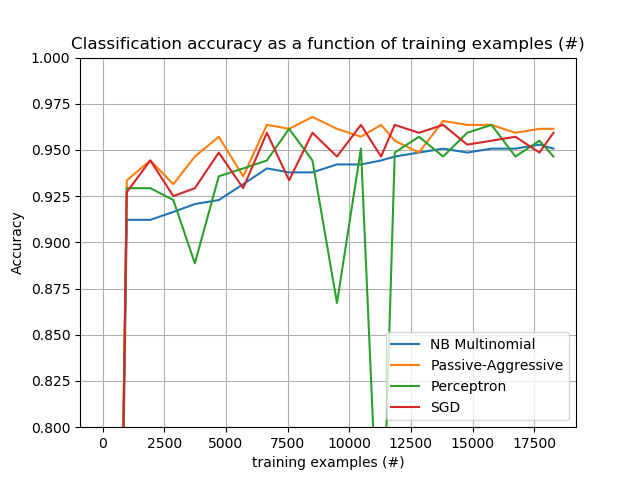 Classification accuracy as a function of training examples (#)
1.000
0.975
0.950
0.925
0.900
0.875
0.850
0.825
0.800
Accuracy
NB Multinomial
Passive-Aggressive
Perceptron
SGD
0 2500 5000 7500 10000 12500 15000 17500
training examples (#)